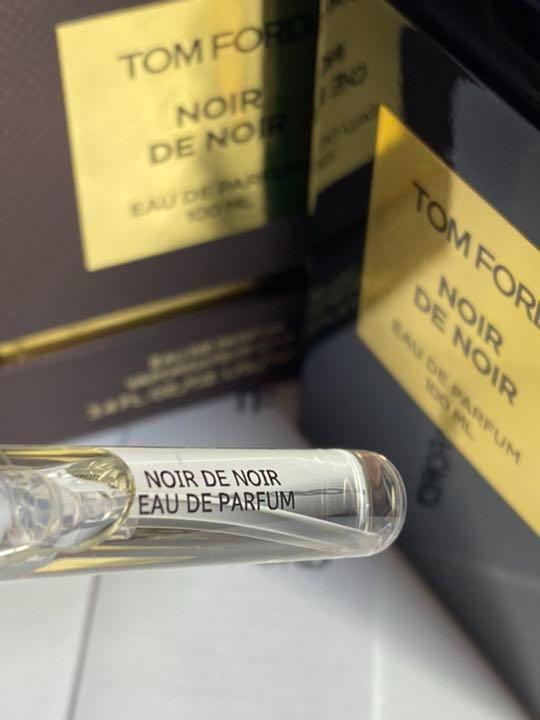 TOM FORD
NOIR
DE NOIR
EAU DE PARFUM
100 ML
TOM FORD
NOIR
DE NOIR
EAU DE PARFUM
100 ML
NOIR DE NOIR
EAU DE PARFUM